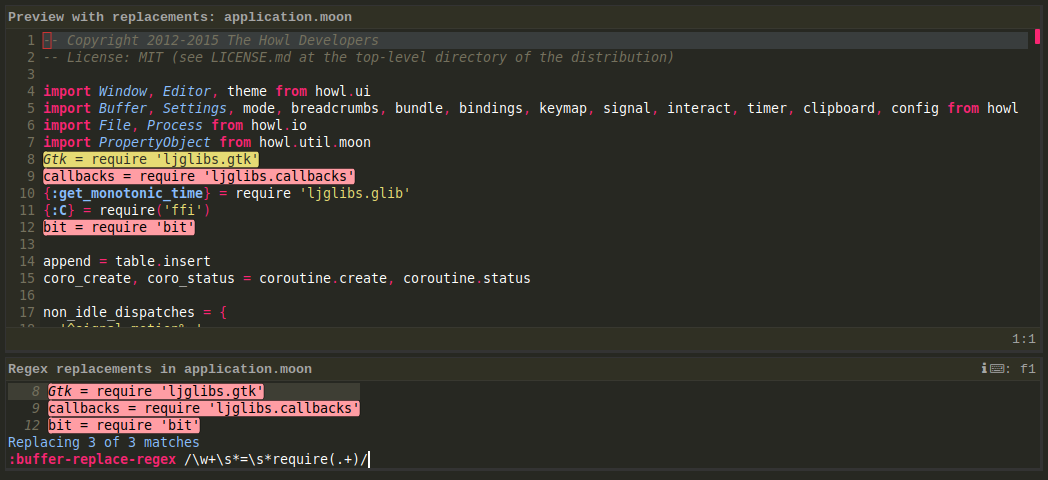 Preview with replacements: application.moon
1 -- Copyright 2012-2015 The Howl Developers
2 -- License: MIT (see LICENSE.md at the top-level directory of the distribution)
3
4 import Window, Editor, theme from howl.ui
5 import Buffer, Settings, mode, breadcrumbs, bundle, bindings, keymap, signal, interact, timer, clipboard, config from howl
6 import File, Process from howl.io
7 import PropertyObject from howl.util.moon
8 Gtk = require 'ljglibs.gtk'
9 callbacks = require 'ljglibs.callbacks'
10 {:get_monotonic_time} = require 'ljglibs.glib'
11 {:C} = require('ffi')
12 bit = require 'bit'
13
14 append = table.insert
15 coro_create, coro_status = coroutine.create, coroutine.status
16
17 non_idle_dispatches = {
1:1
Regex replacements in application.moon
: f1
8 Gtk = require 'ljglibs.gtk'
9 callbacks = require 'ljglibs.callbacks'
12 bit = require 'bit'
Replacing 3 of 3 matches
:buffer-replace-regex /\w+\s*=\s*require(.+)/